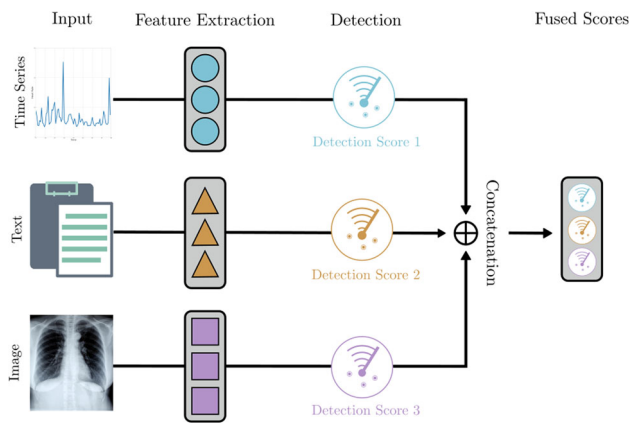 Input
Feature Extraction
Detection
Fused Scores
Time Series
Detection Score 1
Text
Detection Score 2
Concatenation
Image
Detection Score 3